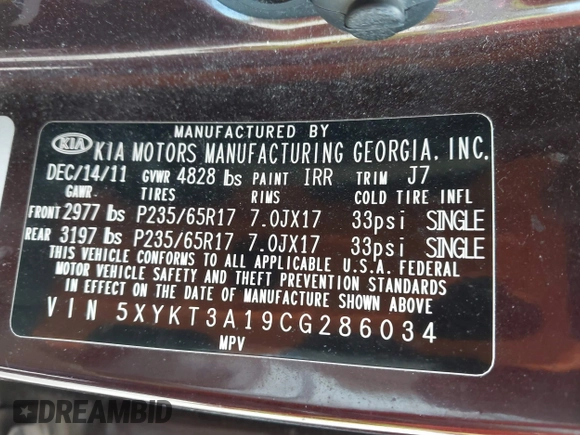 MANUFACTURED BY
KIA KIA MOTORS MANUFACTURING GEORGIA, INC.
DEC/14/11 GVWR 4828 lbs PAINT IRR TRIM J7
GAWR TIRES RIMS COLD TIRE INFL
FRONT 2977 lbs P235/65R17 7.0JX17 33psi SINGLE
REAR 3197 lbs P235/65R17 7.0JX17 33psi SINGLE
THIS VEHICLE CONFORMS TO ALL APPLICABLE U.S.A. FEDERAL
MOTOR VEHICLE SAFETY AND THEFT PREVENTION STANDARDS
IN EFFECT ON THE DATE OF MANUFACTURE SHOWN ABOVE
VIN 5XYKT3A19CG286034
MPV
DREAMBID